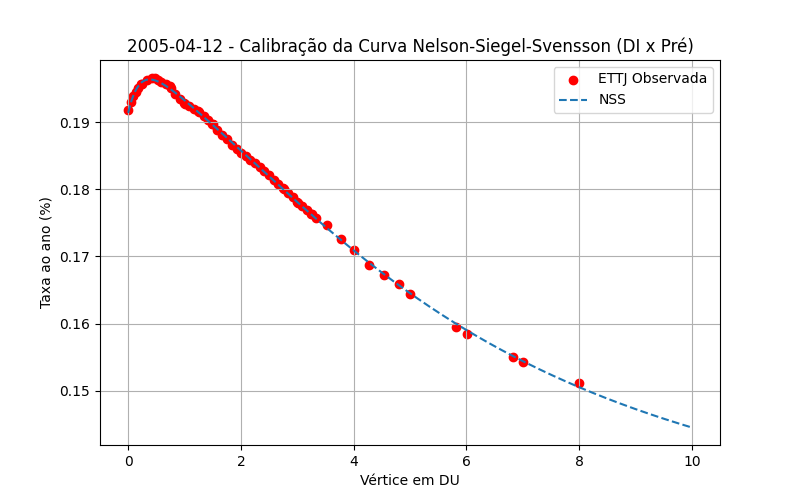 2005-04-12 - Calibração da Curva Nelson-Siegel-Svensson (DI x Pré)
ETTJ Observada
NSS
Taxa ao ano (%)
0.19
0.18
0.17
0.16
0.15
0 2 4 6 8 10
Vértice em DU